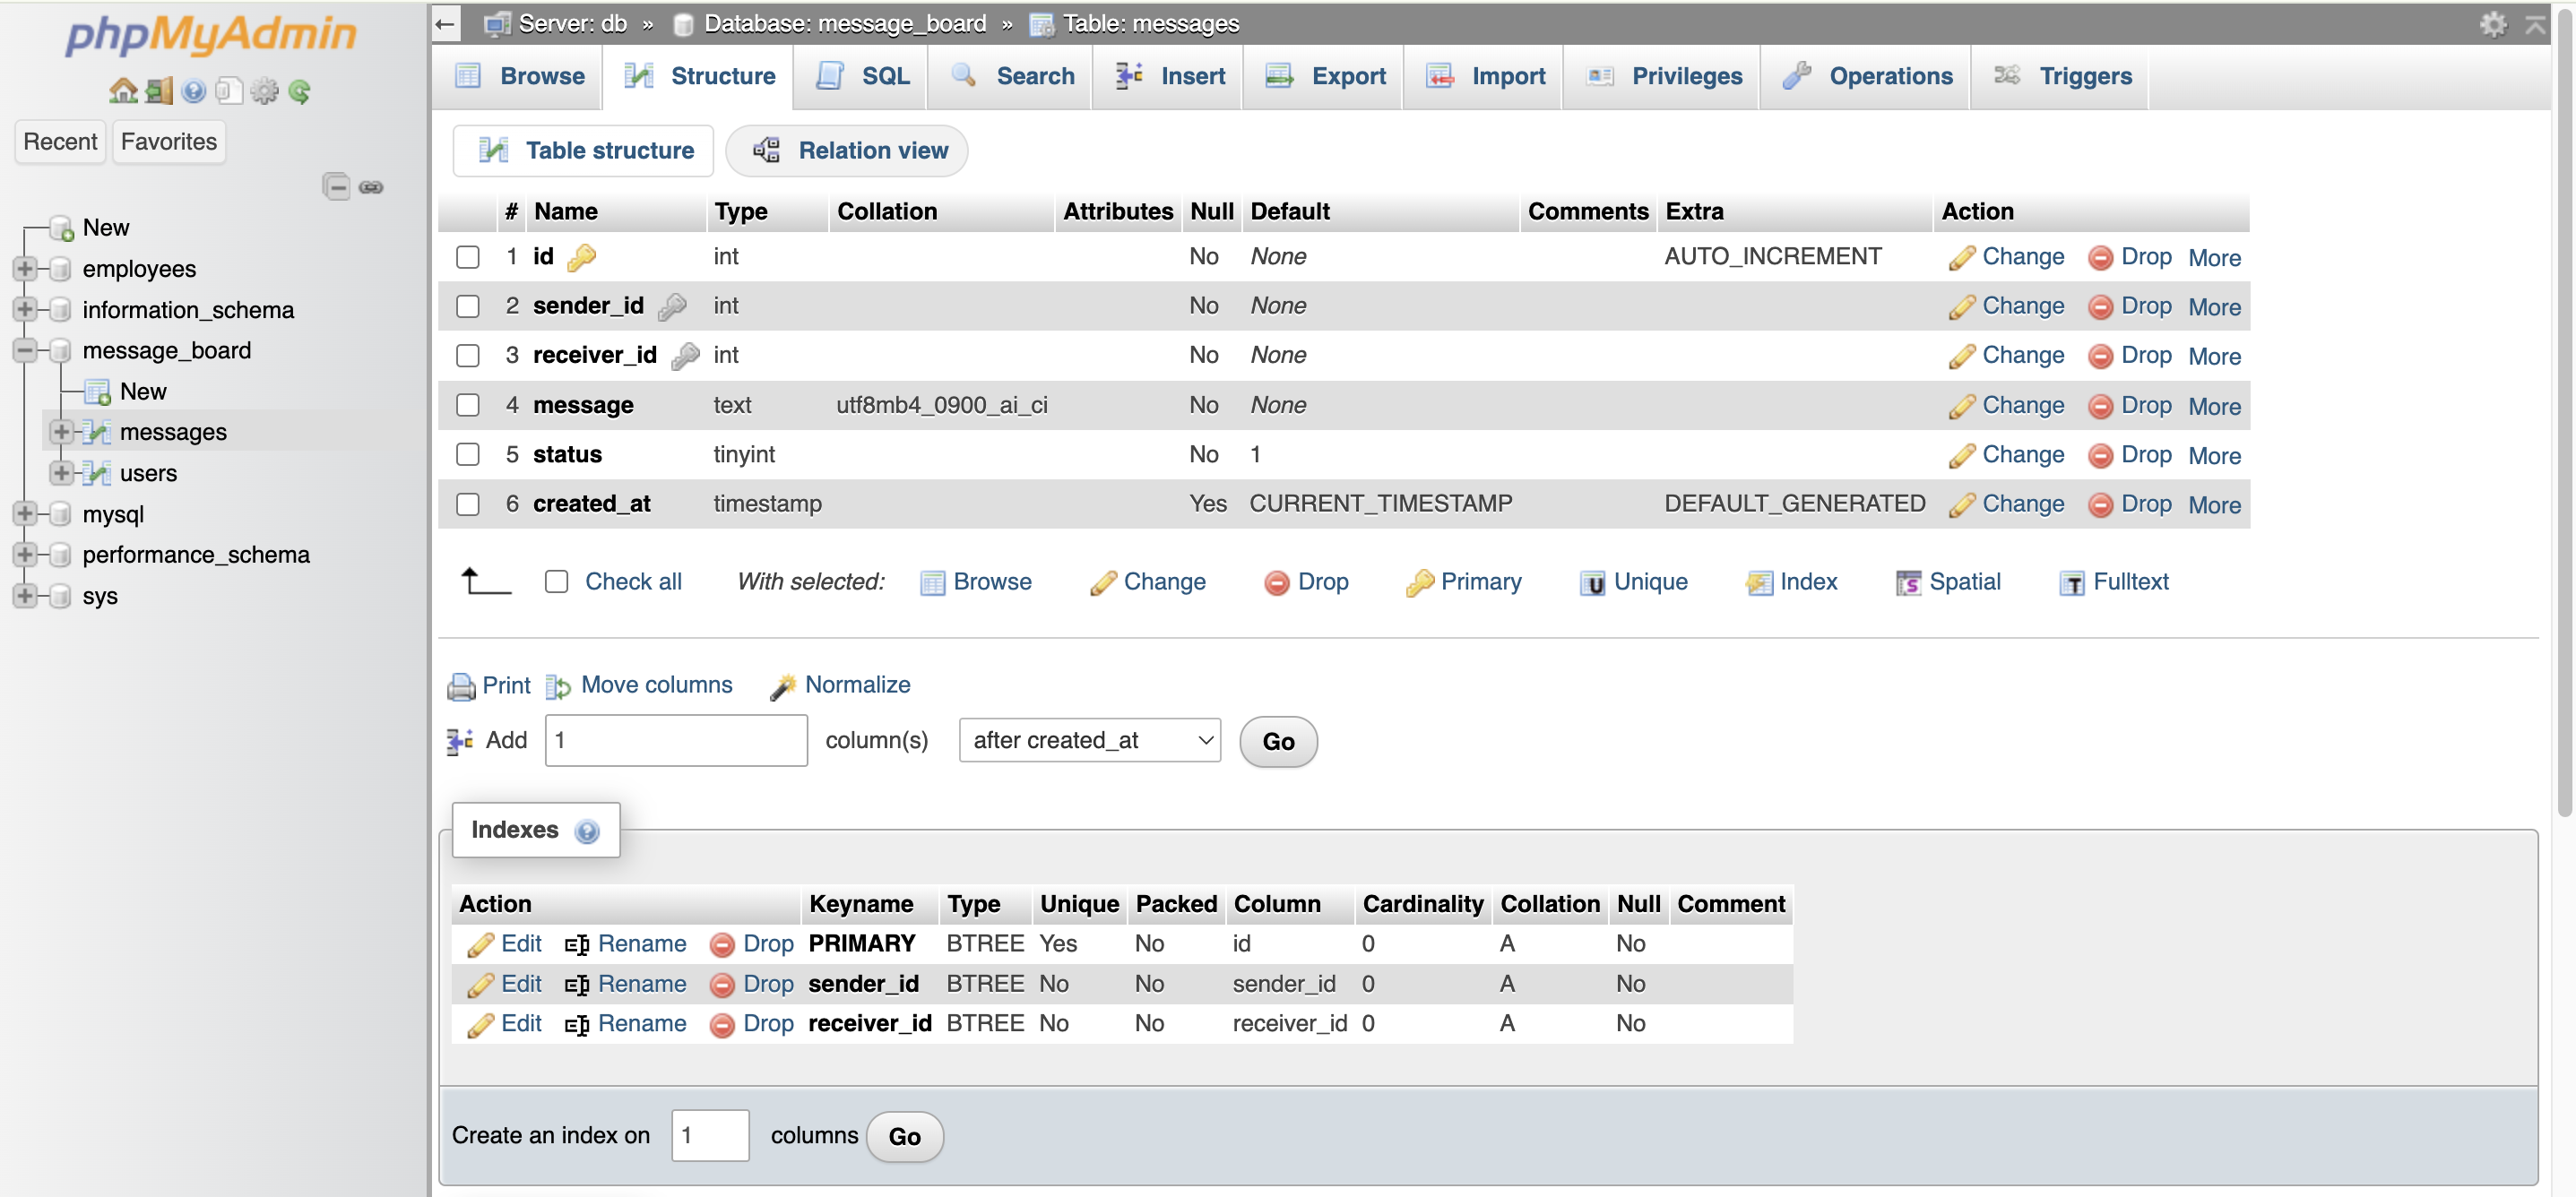 phpMyAdmin
Recent Favorites
New
employees
information_schema
message_board
New
messages
users
mysql
performance_schema
sys
Server: db » Database: message_board » Table: messages
Browse Structure SQL Search Insert Export Import Privileges Operations Triggers
Table structure Relation view
# Name Type Collation Attributes Null Default Comments Extra Action
1 id int No None AUTO_INCREMENT Change Drop More
2 sender_id int No None Change Drop More
3 receiver_id int No None Change Drop More
4 message text utf8mb4_0900_ai_ci No None Change Drop More
5 status tinyint No 1 Change Drop More
6 created_at timestamp Yes CURRENT_TIMESTAMP DEFAULT_GENERATED Change Drop More
Check all With selected: Browse Change Drop Primary U Unique Index S Spatial T Fulltext
Print Move columns Normalize
Add 1 column(s) after created_at Go
Indexes
Action Keyname Type Unique Packed Column Cardinality Collation Null Comment
Edit Rename Drop PRIMARY BTREE Yes No id 0 A No
Edit Rename Drop sender_id BTREE No No sender_id 0 A No
Edit Rename Drop receiver_id BTREE No No receiver_id 0 A No
Create an index on 1 columns Go